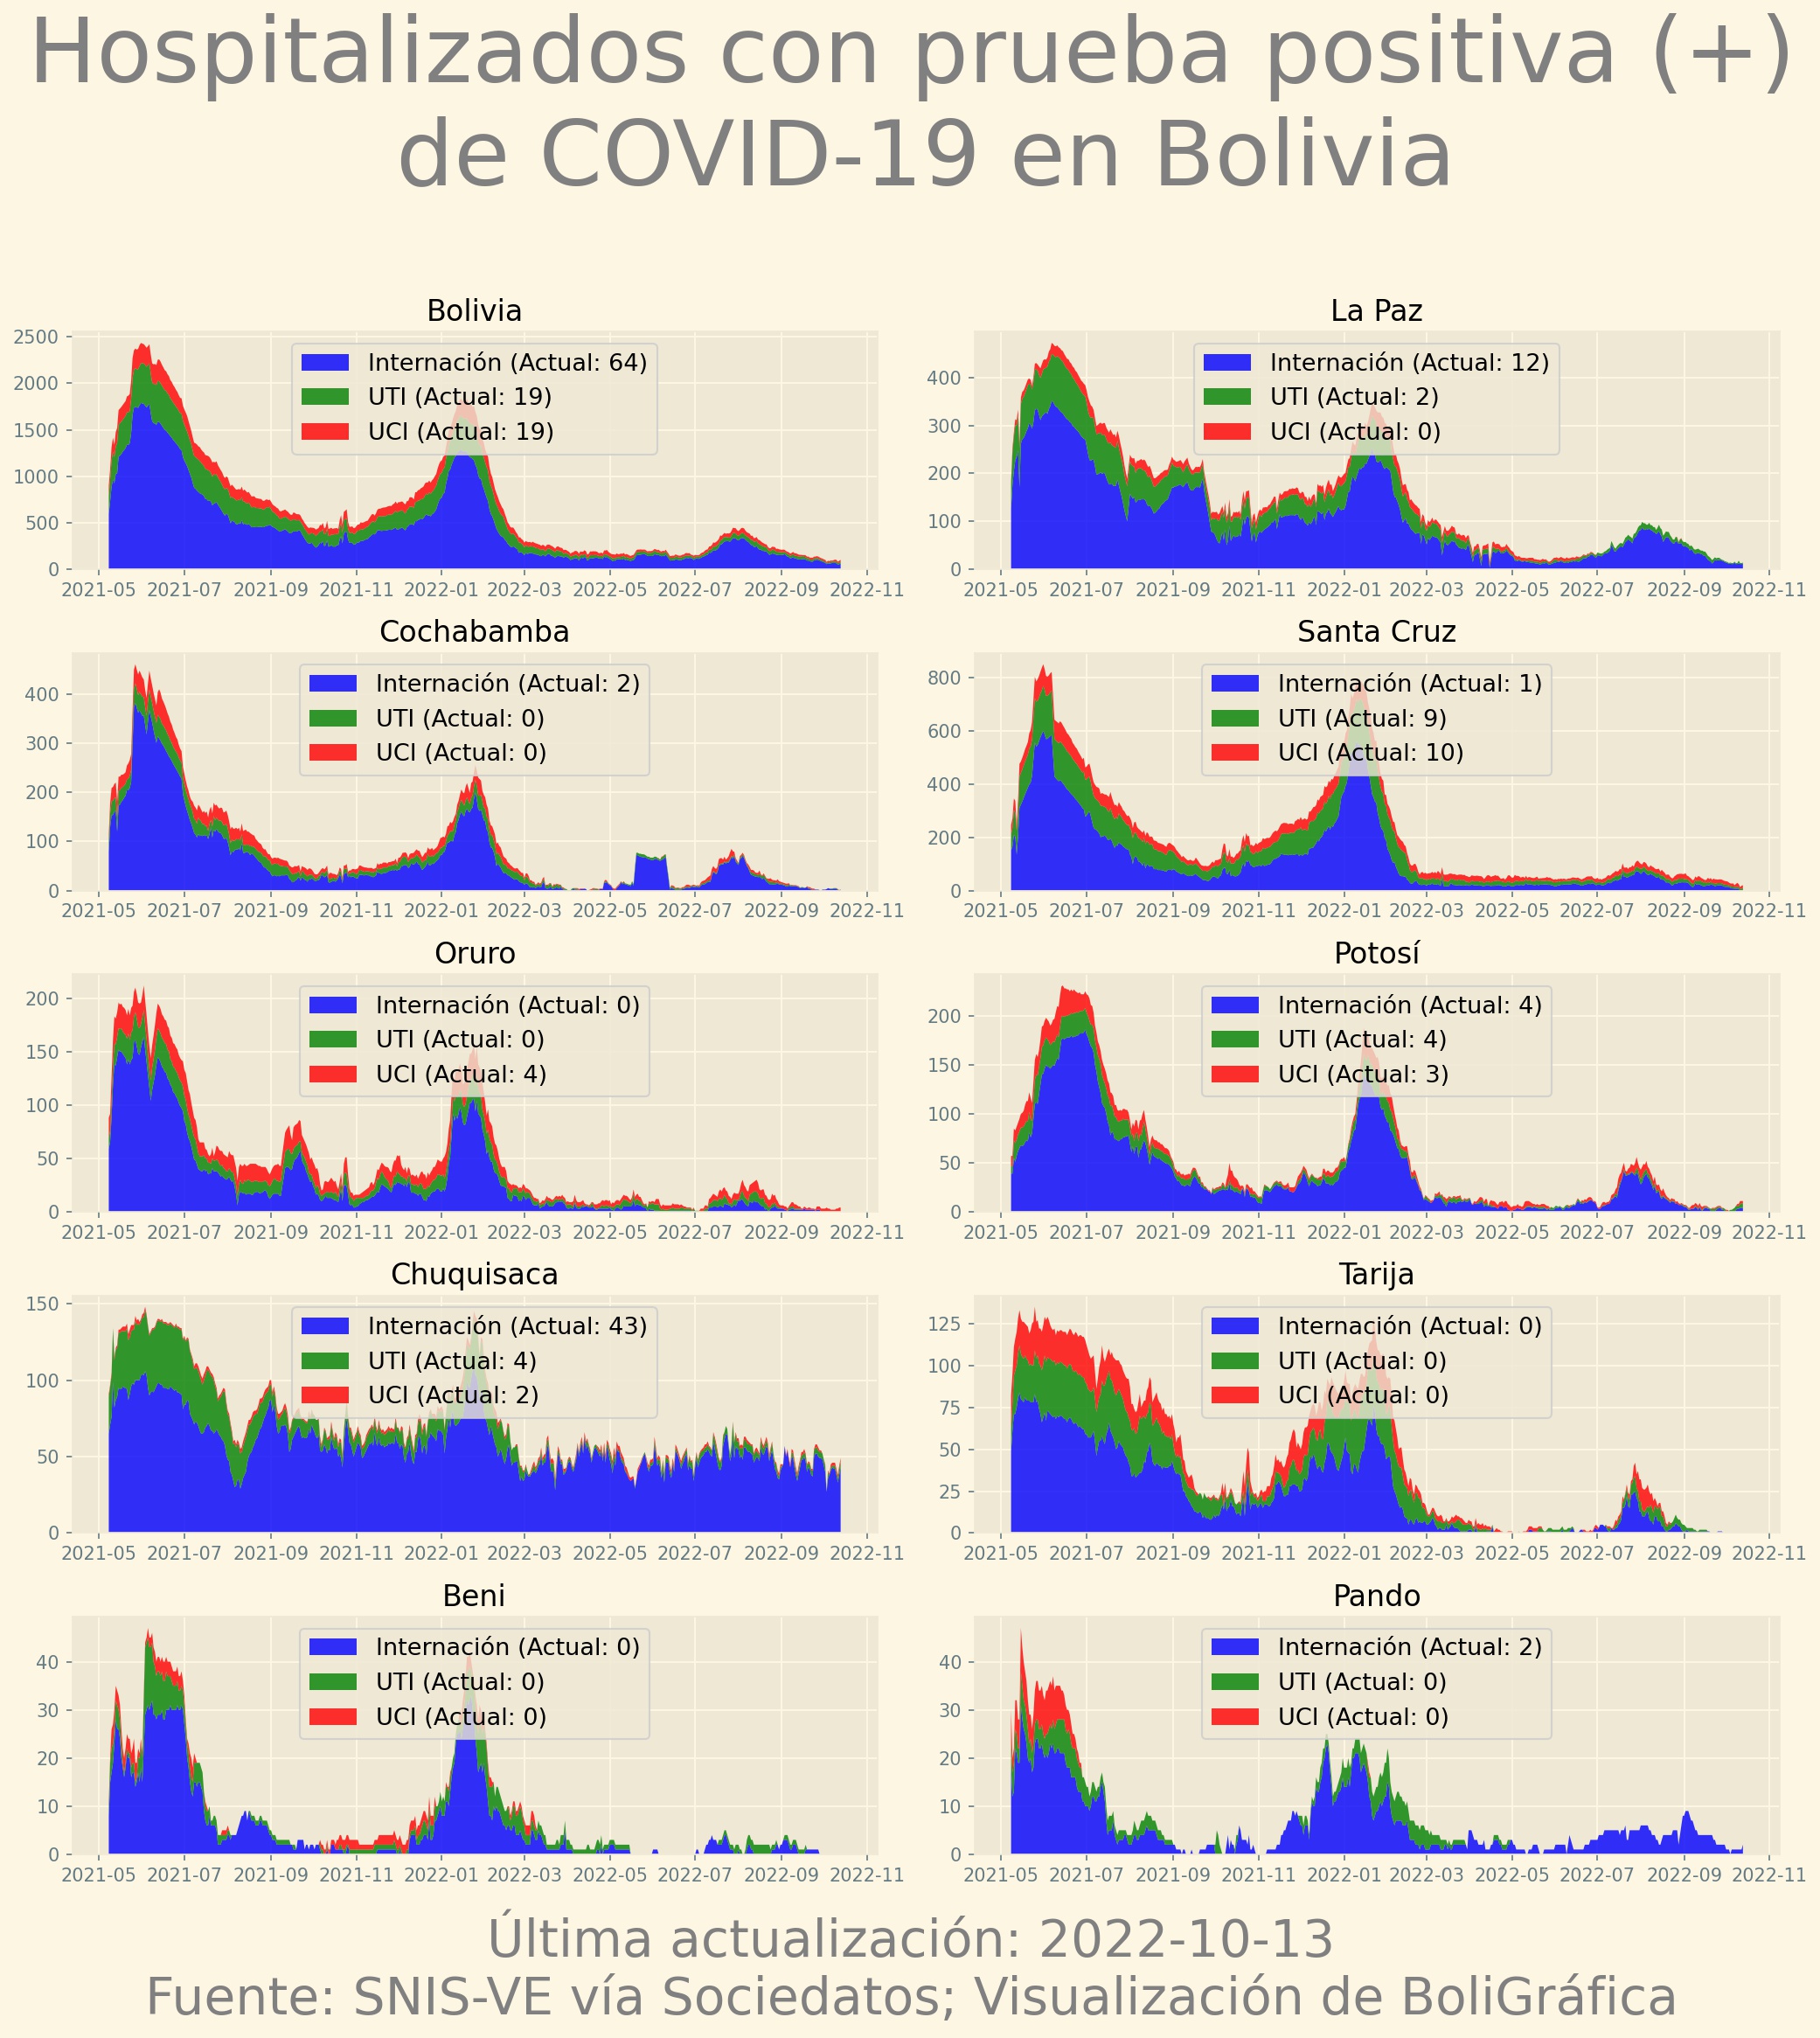 Hospitalizados con prueba positiva (+)
de COVID-19 en Bolivia
Bolivia
2500
2000
1500
1000
500
0
Internación (Actual: 64)
UTI (Actual: 19)
UCI (Actual: 19)
2021-05 2021-07 2021-09 2021-11 2022-01 2022-03 2022-05 2022-07 2022-09 2022-11
La Paz
400
300
200
100
0
Internación (Actual: 12)
UTI (Actual: 2)
UCI (Actual: 0)
2021-05 2021-07 2021-09 2021-11 2022-01 2022-03 2022-05 2022-07 2022-09 2022-11
Cochabamba
400
300
200
100
0
Internación (Actual: 2)
UTI (Actual: 0)
UCI (Actual: 0)
2021-05 2021-07 2021-09 2021-11 2022-01 2022-03 2022-05 2022-07 2022-09 2022-11
Santa Cruz
800
600
400
200
0
Internación (Actual: 1)
UTI (Actual: 9)
UCI (Actual: 10)
2021-05 2021-07 2021-09 2021-11 2022-01 2022-03 2022-05 2022-07 2022-09 2022-11
Oruro
200
150
100
50
0
Internación (Actual: 0)
UTI (Actual: 0)
UCI (Actual: 4)
2021-05 2021-07 2021-09 2021-11 2022-01 2022-03 2022-05 2022-07 2022-09 2022-11
Potosí
200
150
100
50
0
Internación (Actual: 4)
UTI (Actual: 4)
UCI (Actual: 3)
2021-05 2021-07 2021-09 2021-11 2022-01 2022-03 2022-05 2022-07 2022-09 2022-11
Chuquisaca
150
100
50
0
Internación (Actual: 43)
UTI (Actual: 4)
UCI (Actual: 2)
2021-05 2021-07 2021-09 2021-11 2022-01 2022-03 2022-05 2022-07 2022-09 2022-11
Tarija
125
100
75
50
25
0
Internación (Actual: 0)
UTI (Actual: 0)
UCI (Actual: 0)
2021-05 2021-07 2021-09 2021-11 2022-01 2022-03 2022-05 2022-07 2022-09 2022-11
Beni
40
30
20
10
0
Internación (Actual: 0)
UTI (Actual: 0)
UCI (Actual: 0)
2021-05 2021-07 2021-09 2021-11 2022-01 2022-03 2022-05 2022-07 2022-09 2022-11
Pando
40
30
20
10
0
Internación (Actual: 2)
UTI (Actual: 0)
UCI (Actual: 0)
2021-05 2021-07 2021-09 2021-11 2022-01 2022-03 2022-05 2022-07 2022-09 2022-11
Última actualización: 2022-10-13
Fuente: SNIS-VE vía Sociedatos; Visualización de BoliGráfica